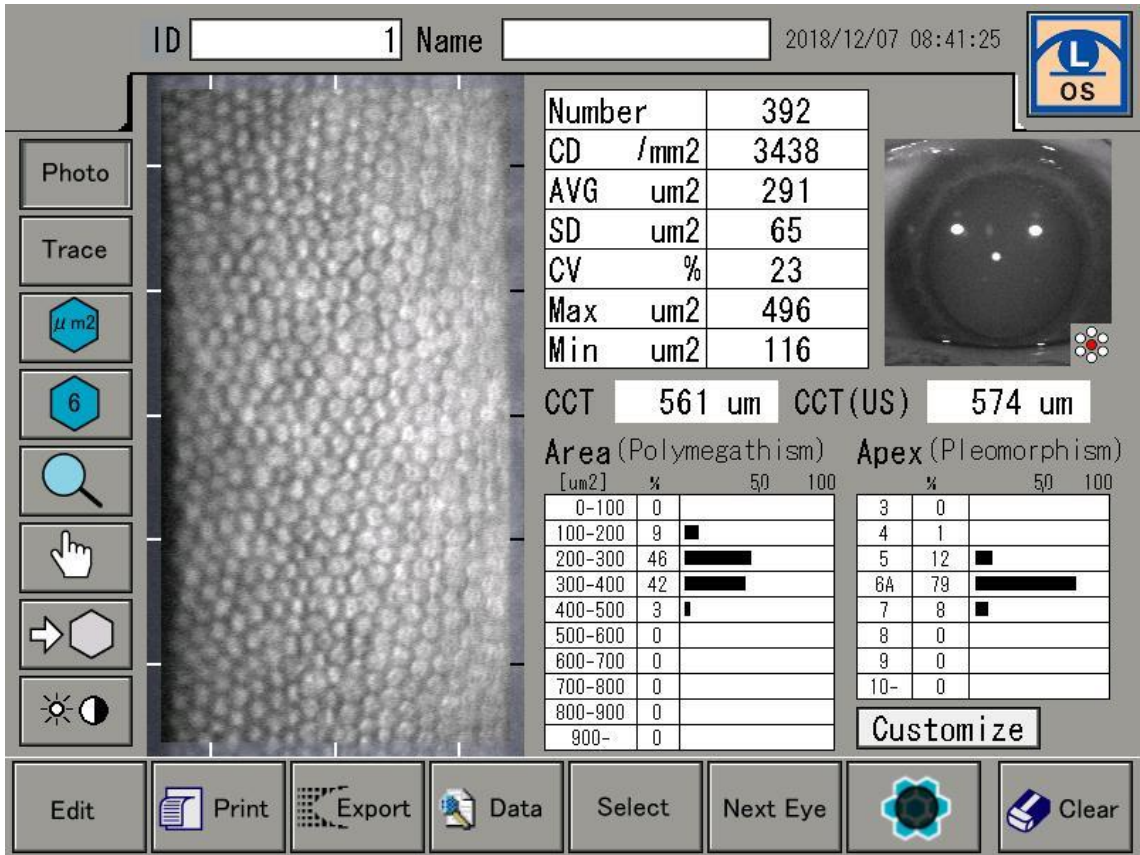 ID 1 Name 2018/12/07 08:41:25
L
OS
Photo
Trace
μm2
6
Number 392
CD /mm2 3438
AVG um2 291
SD um2 65
CV % 23
Max um2 496
Min um2 116
CCT 561 um CCT(US) 574 um
Area(Polymegathism)
[um2] % 50 100
0-100 0
100-200 9
200-300 46
300-400 42
400-500 3
500-600 0
600-700 0
700-800 0
800-900 0
900- 0
Apex(Pleomorphism)
% 50 100
3 0
4 1
5 12
6A 79
7 8
8 0
9 0
10- 0
Customize
Edit Print Export Data Select Next Eye Clear